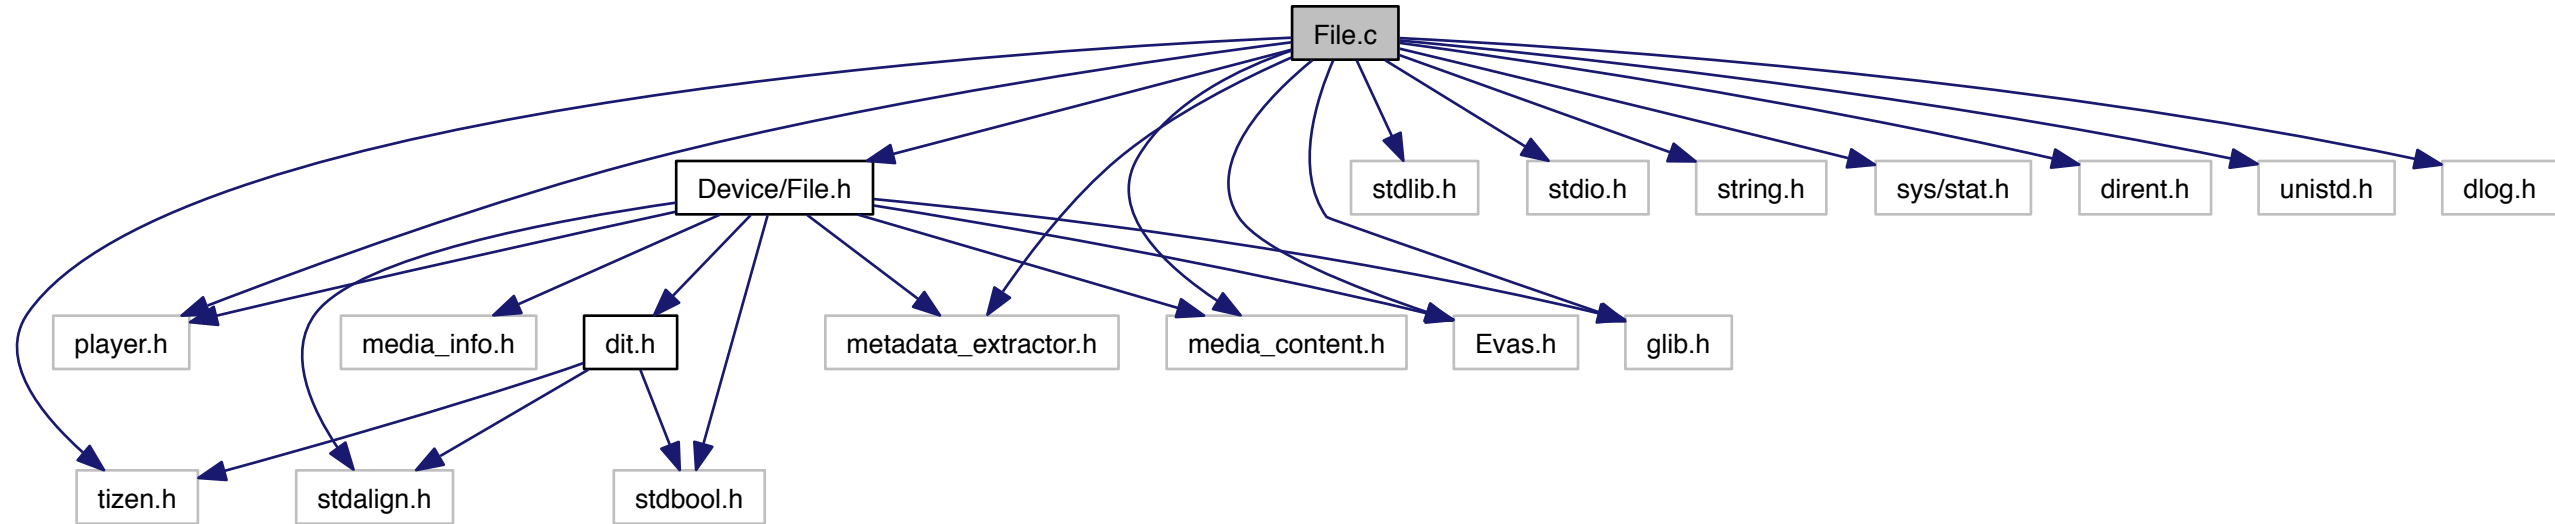 File.c
Device/File.h
stdlib.h
stdio.h
string.h
sys/stat.h
dirent.h
unistd.h
dlog.h
player.h
media_info.h
dit.h
metadata_extractor.h
media_content.h
Evas.h
glib.h
tizen.h
stdalign.h
stdbool.h